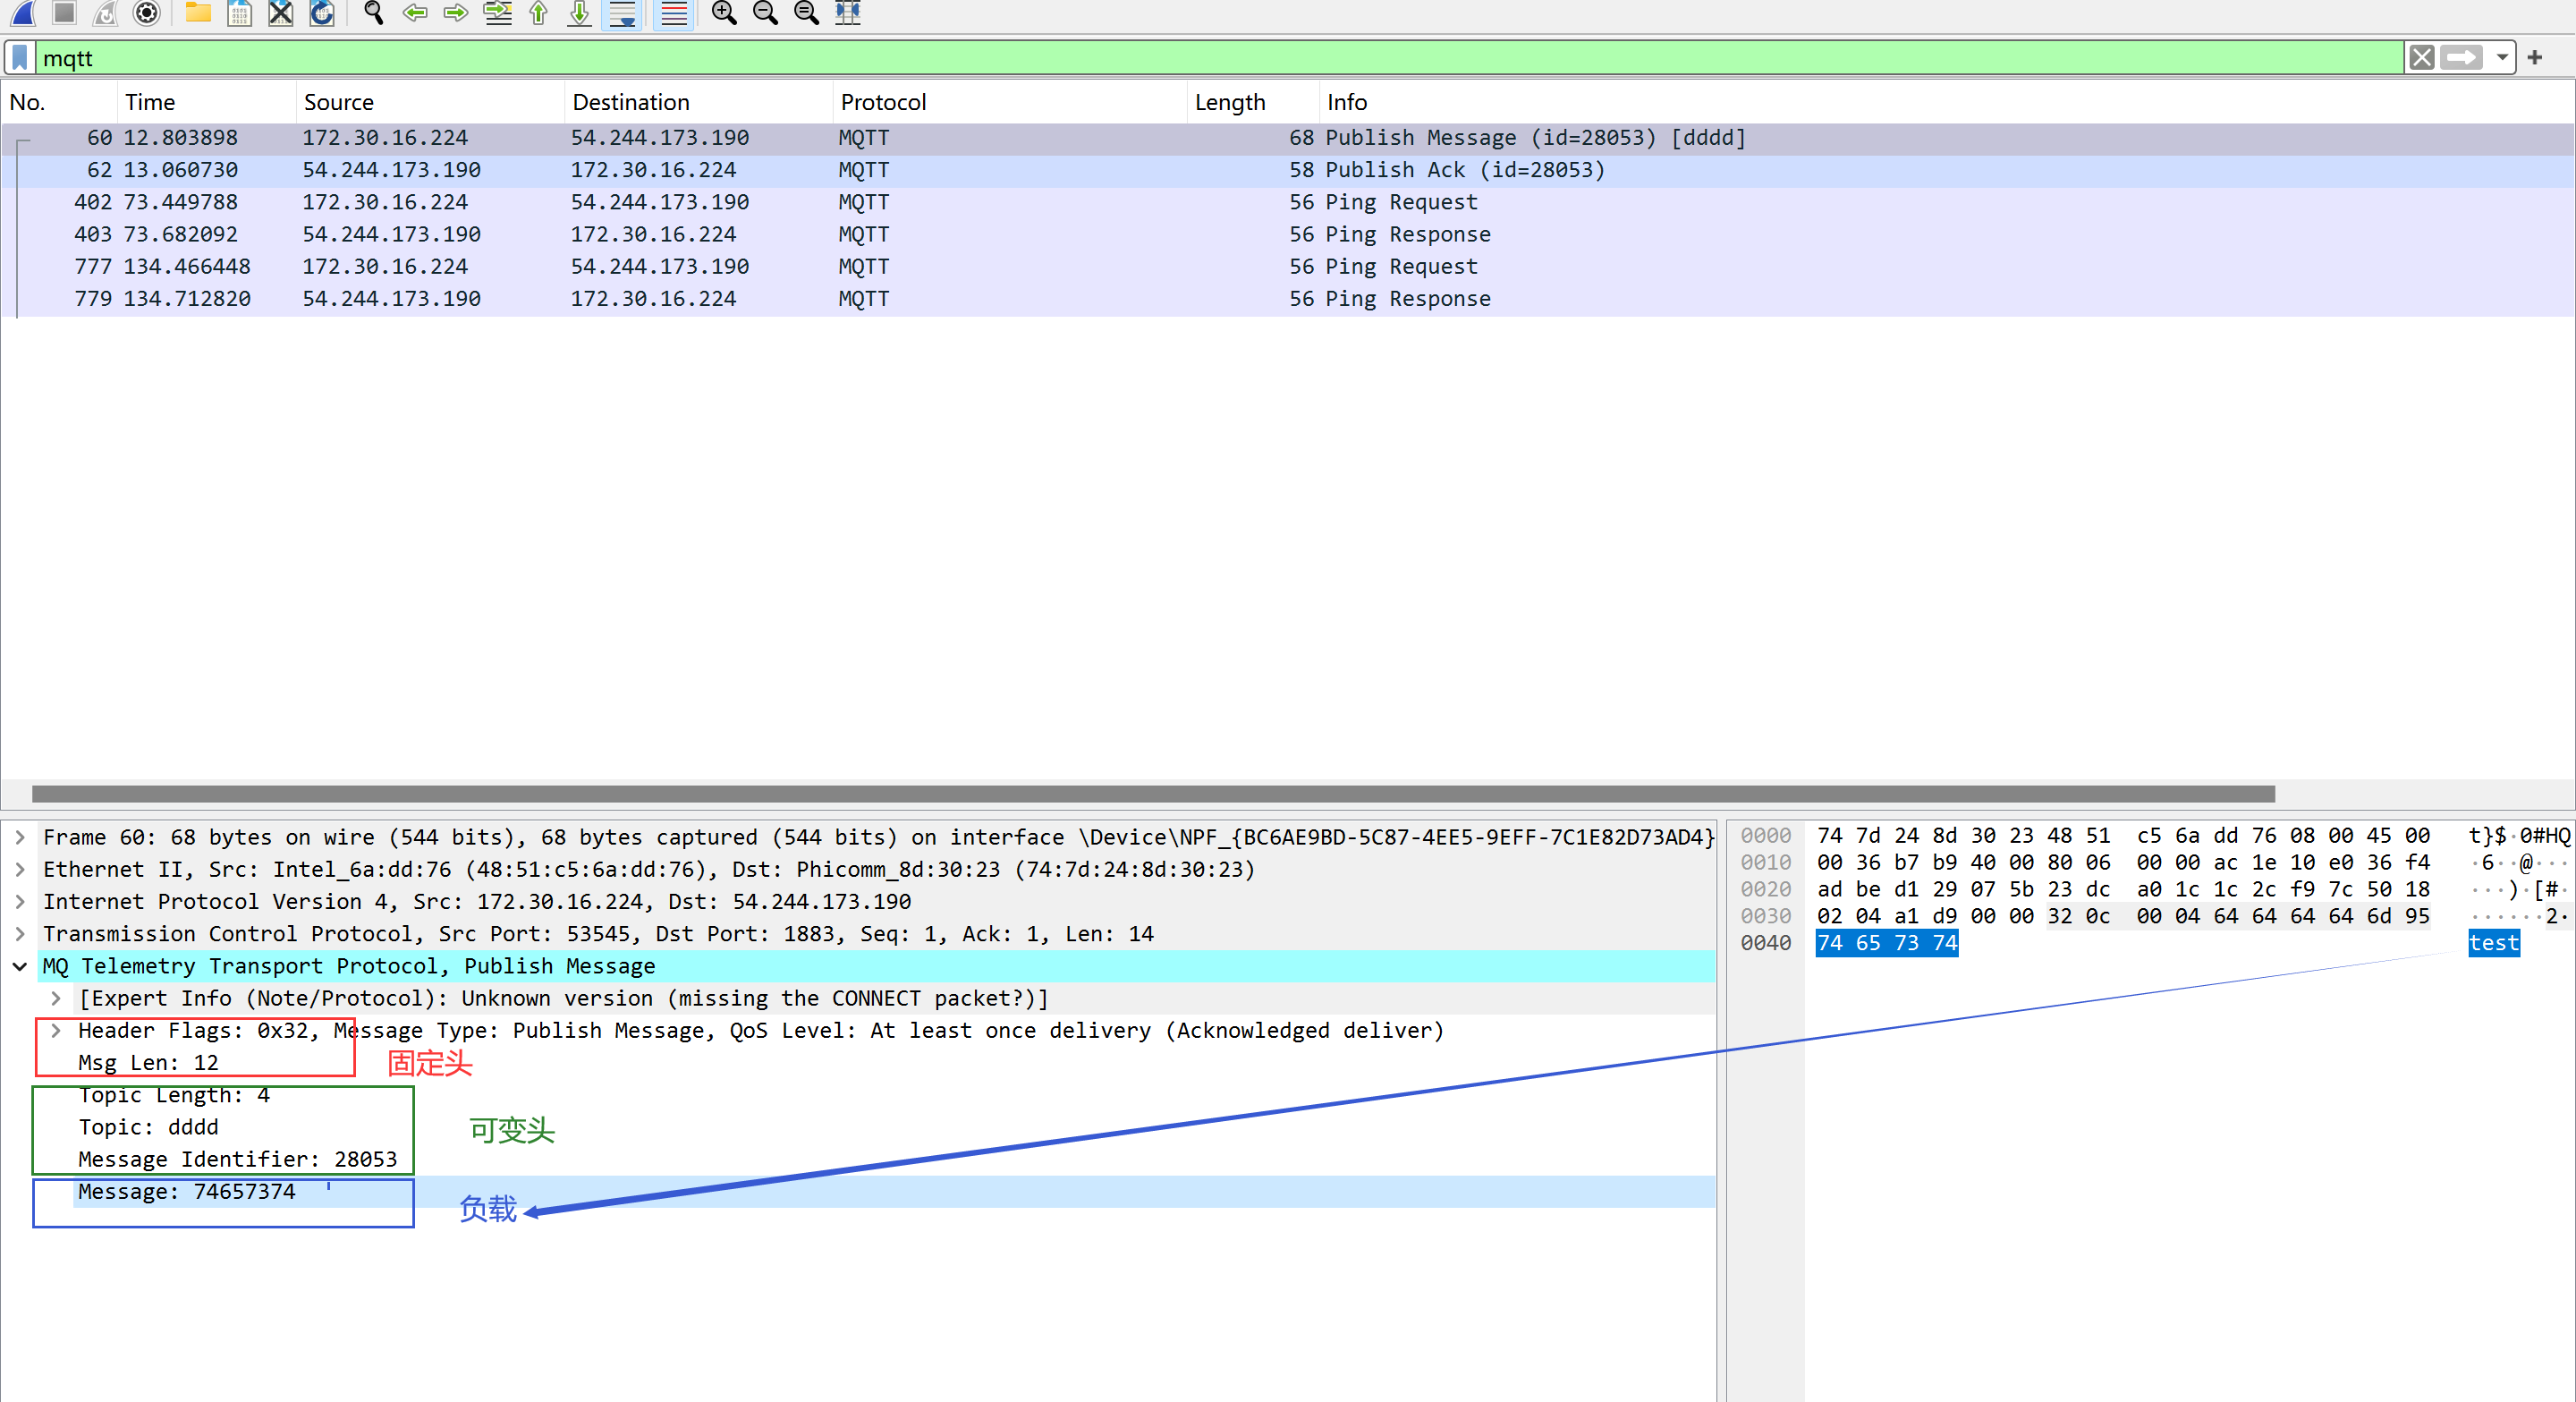 mqtt
No. Time Source Destination Protocol Length Info
60 12.803898 172.30.16.224 54.244.173.190 MQTT 68 Publish Message (id=28053) [dddd]
62 13.060730 54.244.173.190 172.30.16.224 MQTT 58 Publish Ack (id=28053)
402 73.449788 172.30.16.224 54.244.173.190 MQTT 56 Ping Request
403 73.682092 54.244.173.190 172.30.16.224 MQTT 56 Ping Response
777 134.466448 172.30.16.224 54.244.173.190 MQTT 56 Ping Request
779 134.712820 54.244.173.190 172.30.16.224 MQTT 56 Ping Response
Frame 60: 68 bytes on wire (544 bits), 68 bytes captured (544 bits) on interface \Device\NPF_{BC6AE9BD-5C87-4EE5-9EFF-7C1E82D73AD4}
Ethernet II, Src: Intel_6a:dd:76 (48:51:c5:6a:dd:76), Dst: Phicomm_8d:30:23 (74:7d:24:8d:30:23)
Internet Protocol Version 4, Src: 172.30.16.224, Dst: 54.244.173.190
Transmission Control Protocol, Src Port: 53545, Dst Port: 1883, Seq: 1, Ack: 1, Len: 14
MQ Telemetry Transport Protocol, Publish Message
[Expert Info (Note/Protocol): Unknown version (missing the CONNECT packet?)]
Header Flags: 0x32, Message Type: Publish Message, QoS Level: At least once delivery (Acknowledged deliver)
Msg Len: 12
固定头
Topic Length: 4
Topic: dddd
可变头
Message Identifier: 28053
Message: 74657374
负载
0000 74 7d 24 8d 30 23 48 51 c5 6a dd 76 08 00 45 00 t}$·0#HQ
0010 00 36 b7 b9 40 00 80 06 00 00 ac 1e 10 e0 36 f4 ·6··@···
0020 ad be d1 29 07 5b 23 dc a0 1c 1c 2c f9 7c 50 18 ···)·[#·
0030 02 04 a1 d9 00 00 32 0c 00 04 64 64 64 64 6d 95 ······2·
0040 74 65 73 74 test